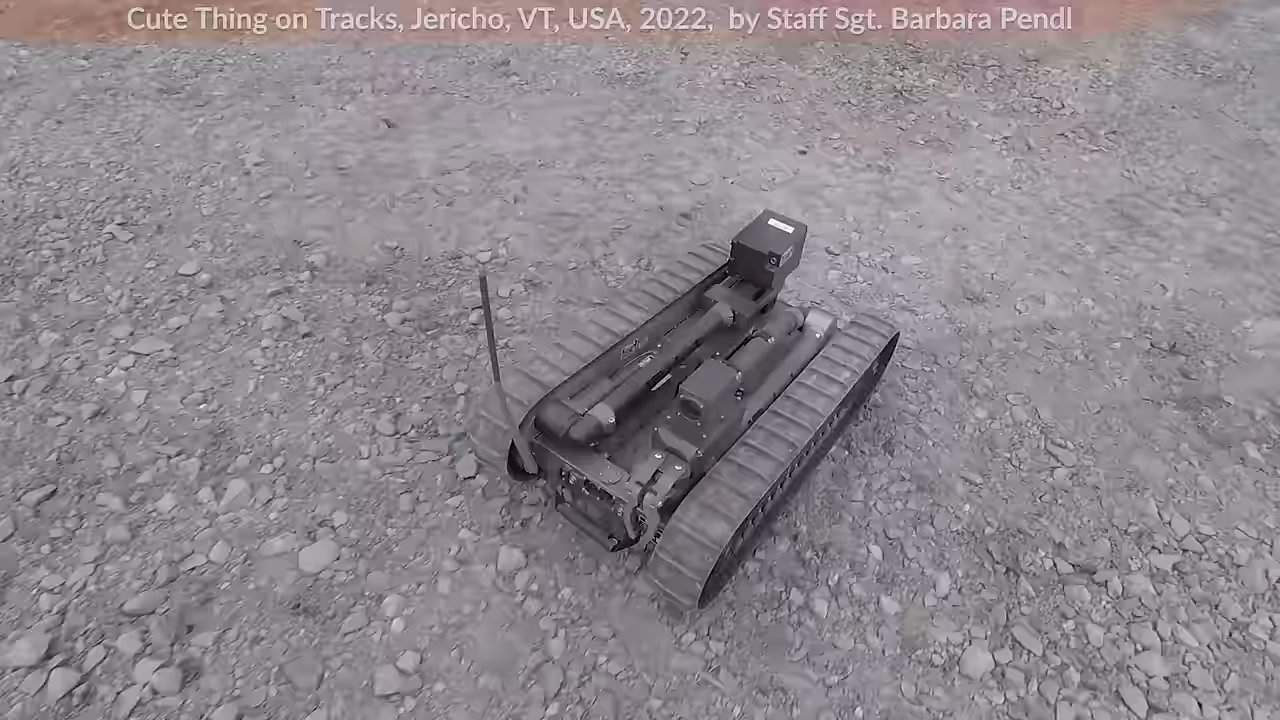 Cute Thing on Tracks, Jericho, VT, USA, 2022,  by Staff Sgt. Barbara Pendl